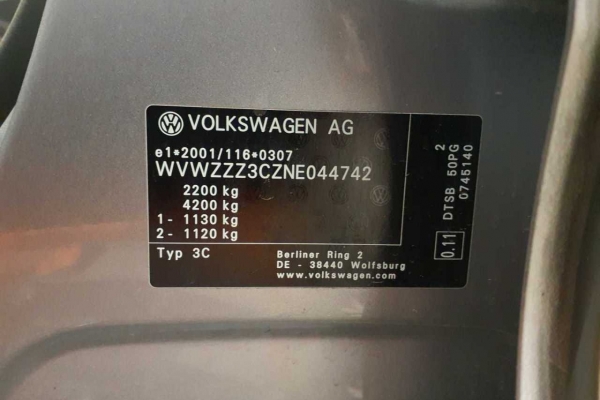 VOLKSWAGEN AG
e1*2001/116*0307
WVWZZZ3CZNE044742
2200 kg
4200 kg
1- 1130 kg
2- 1120 kg
Typ 3C
Berliner Ring 2
DE - 38440 Wolfsburg
www.volkswagen.com
0.11 DTSB 50PG 2
0745140